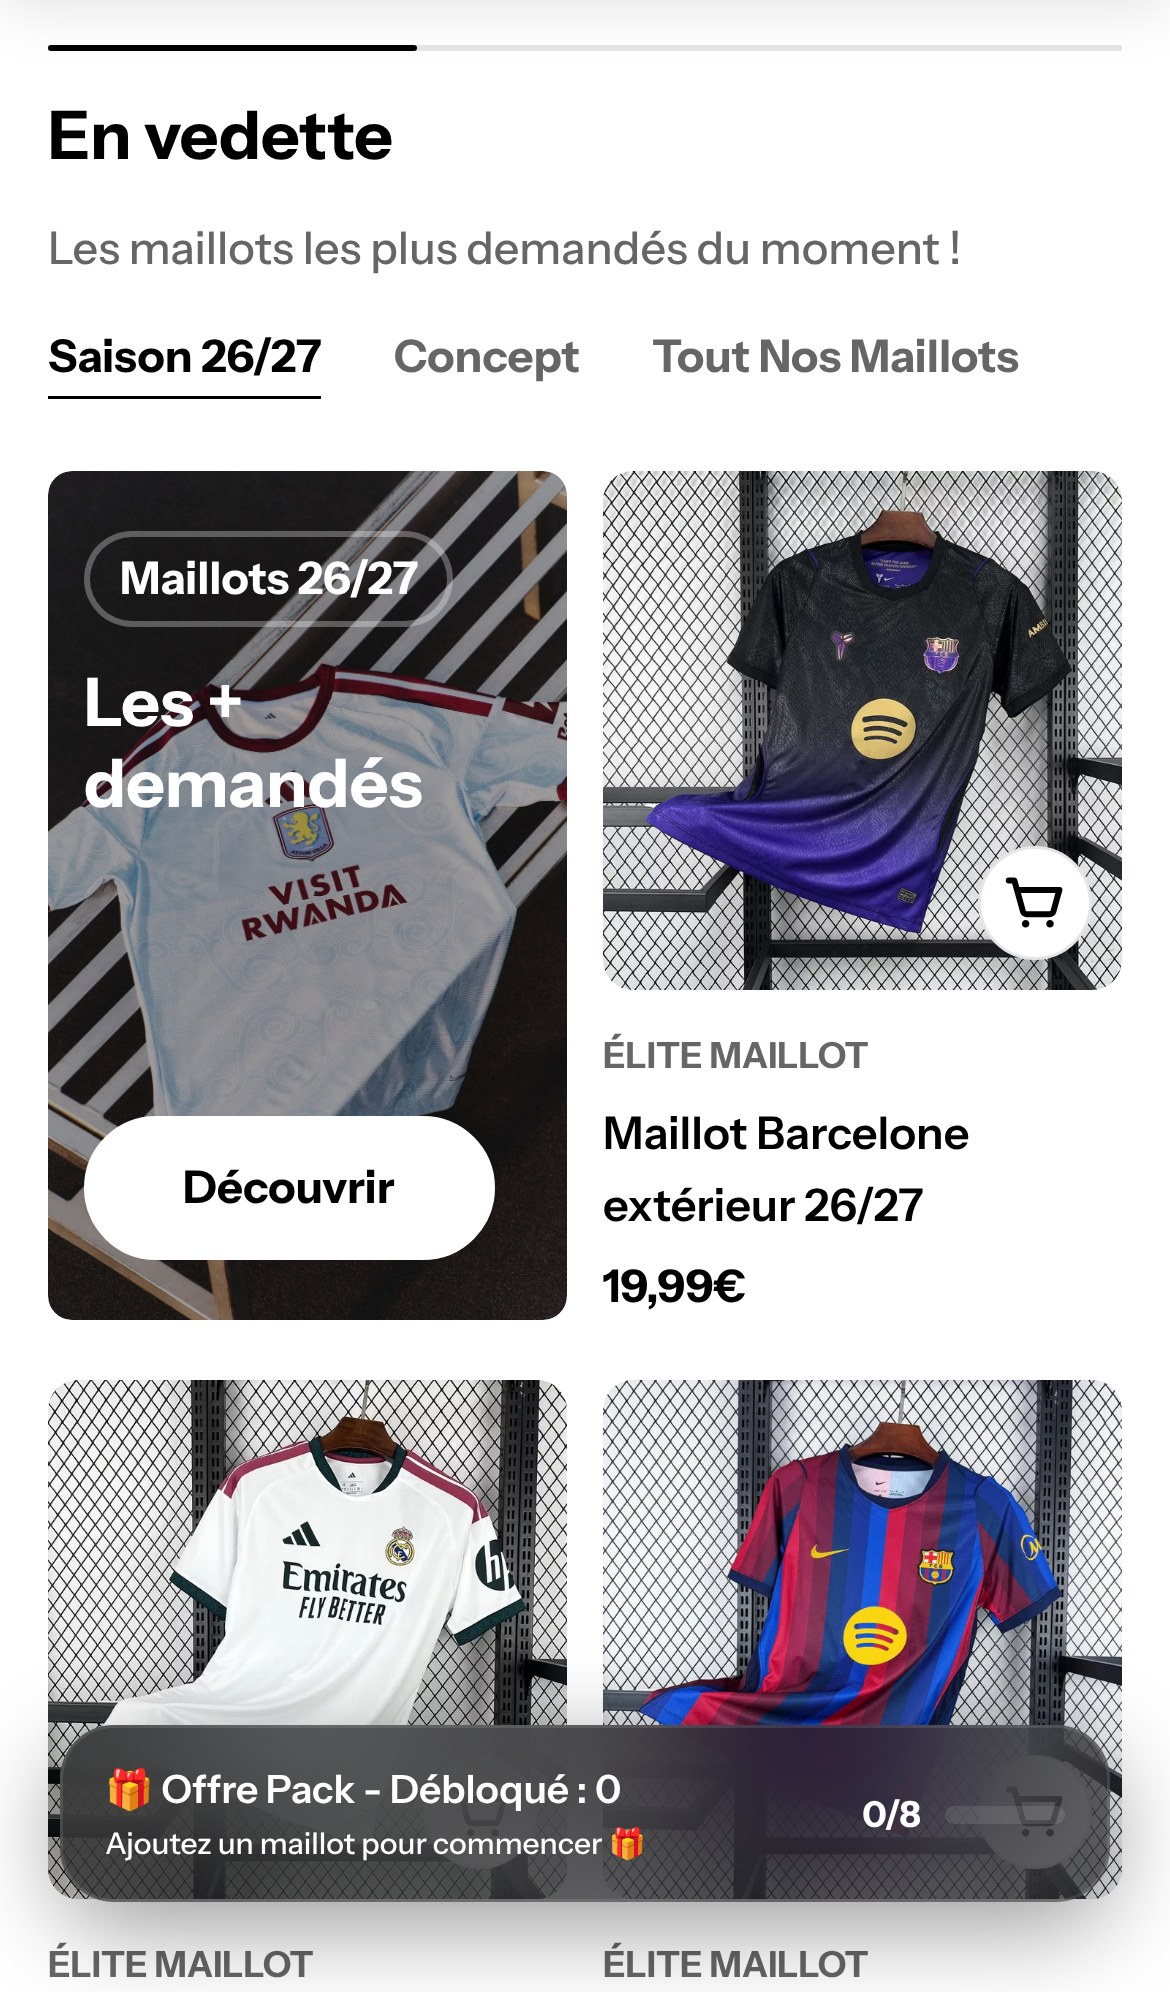 En vedette
Les maillots les plus demandés du moment !
Saison 26/27
Concept
Tout Nos Maillots
Maillots 26/27
Les +
demandés
VISIT
RWANDA
Découvrir
ÉLITE MAILLOT
Maillot Barcelone
extérieur 26/27
19,99€
Emirates
FLY BETTER
hp
🎁 Offre Pack - Débloqué : 0
Ajoutez un maillot pour commencer 🎁
0/8
ÉLITE MAILLOT
ÉLITE MAILLOT